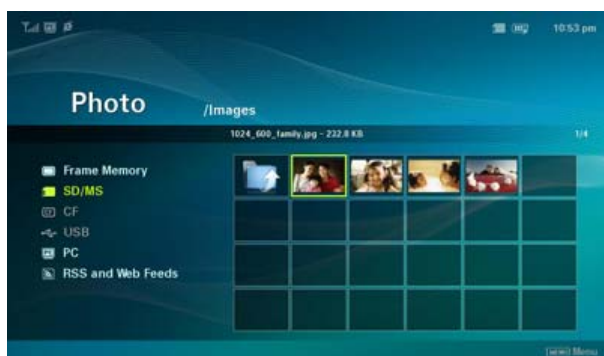 10:53 pm
Photo
/Images
1024_600_family.jpg - 232.8 KB
1/4
Frame Memory
SD/MS
CF
USB
PC
RSS and Web Feeds
Menu